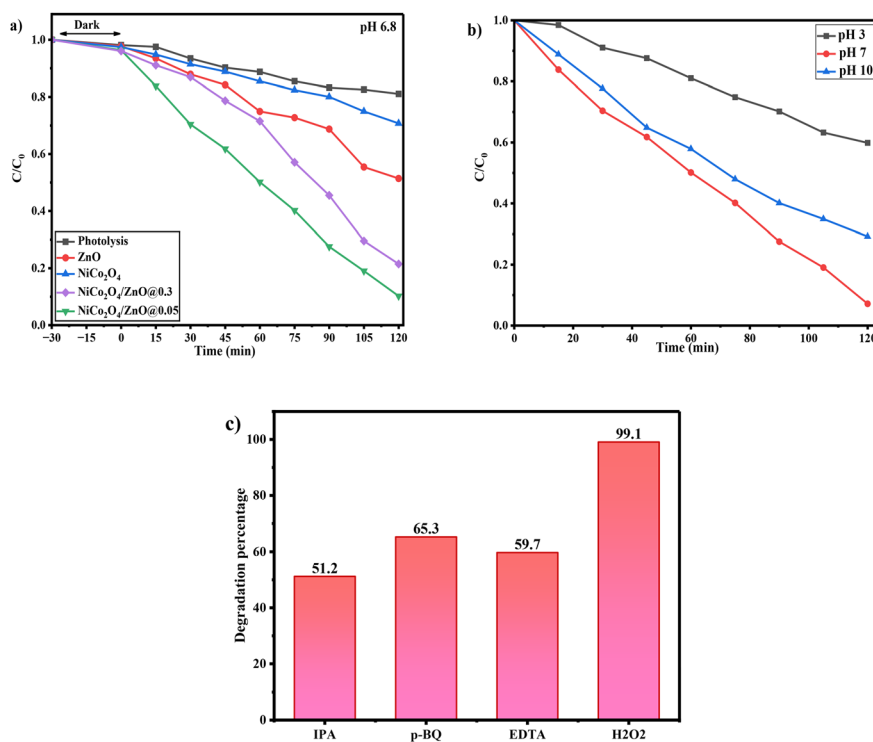 a)
Dark
pH 6.8
1.0
0.8
0.6
0.4
0.2
0.0
C/C₀
Photolysis
ZnO
NiCo₂O₄
NiCo₂O₄/ZnO@0.3
NiCo₂O₄/ZnO@0.05
−30 −15 0 15 30 45 60 75 90 105 120
Time (min)
b)
pH 3
pH 7
pH 10
1.0
0.8
0.6
0.4
0.2
0.0
C/C₀
0 20 40 60 80 100 120
Time (min)
c)
100
80
60
40
20
0
Degradation percentage
51.2
65.3
59.7
99.1
IPA p-BQ EDTA H2O2